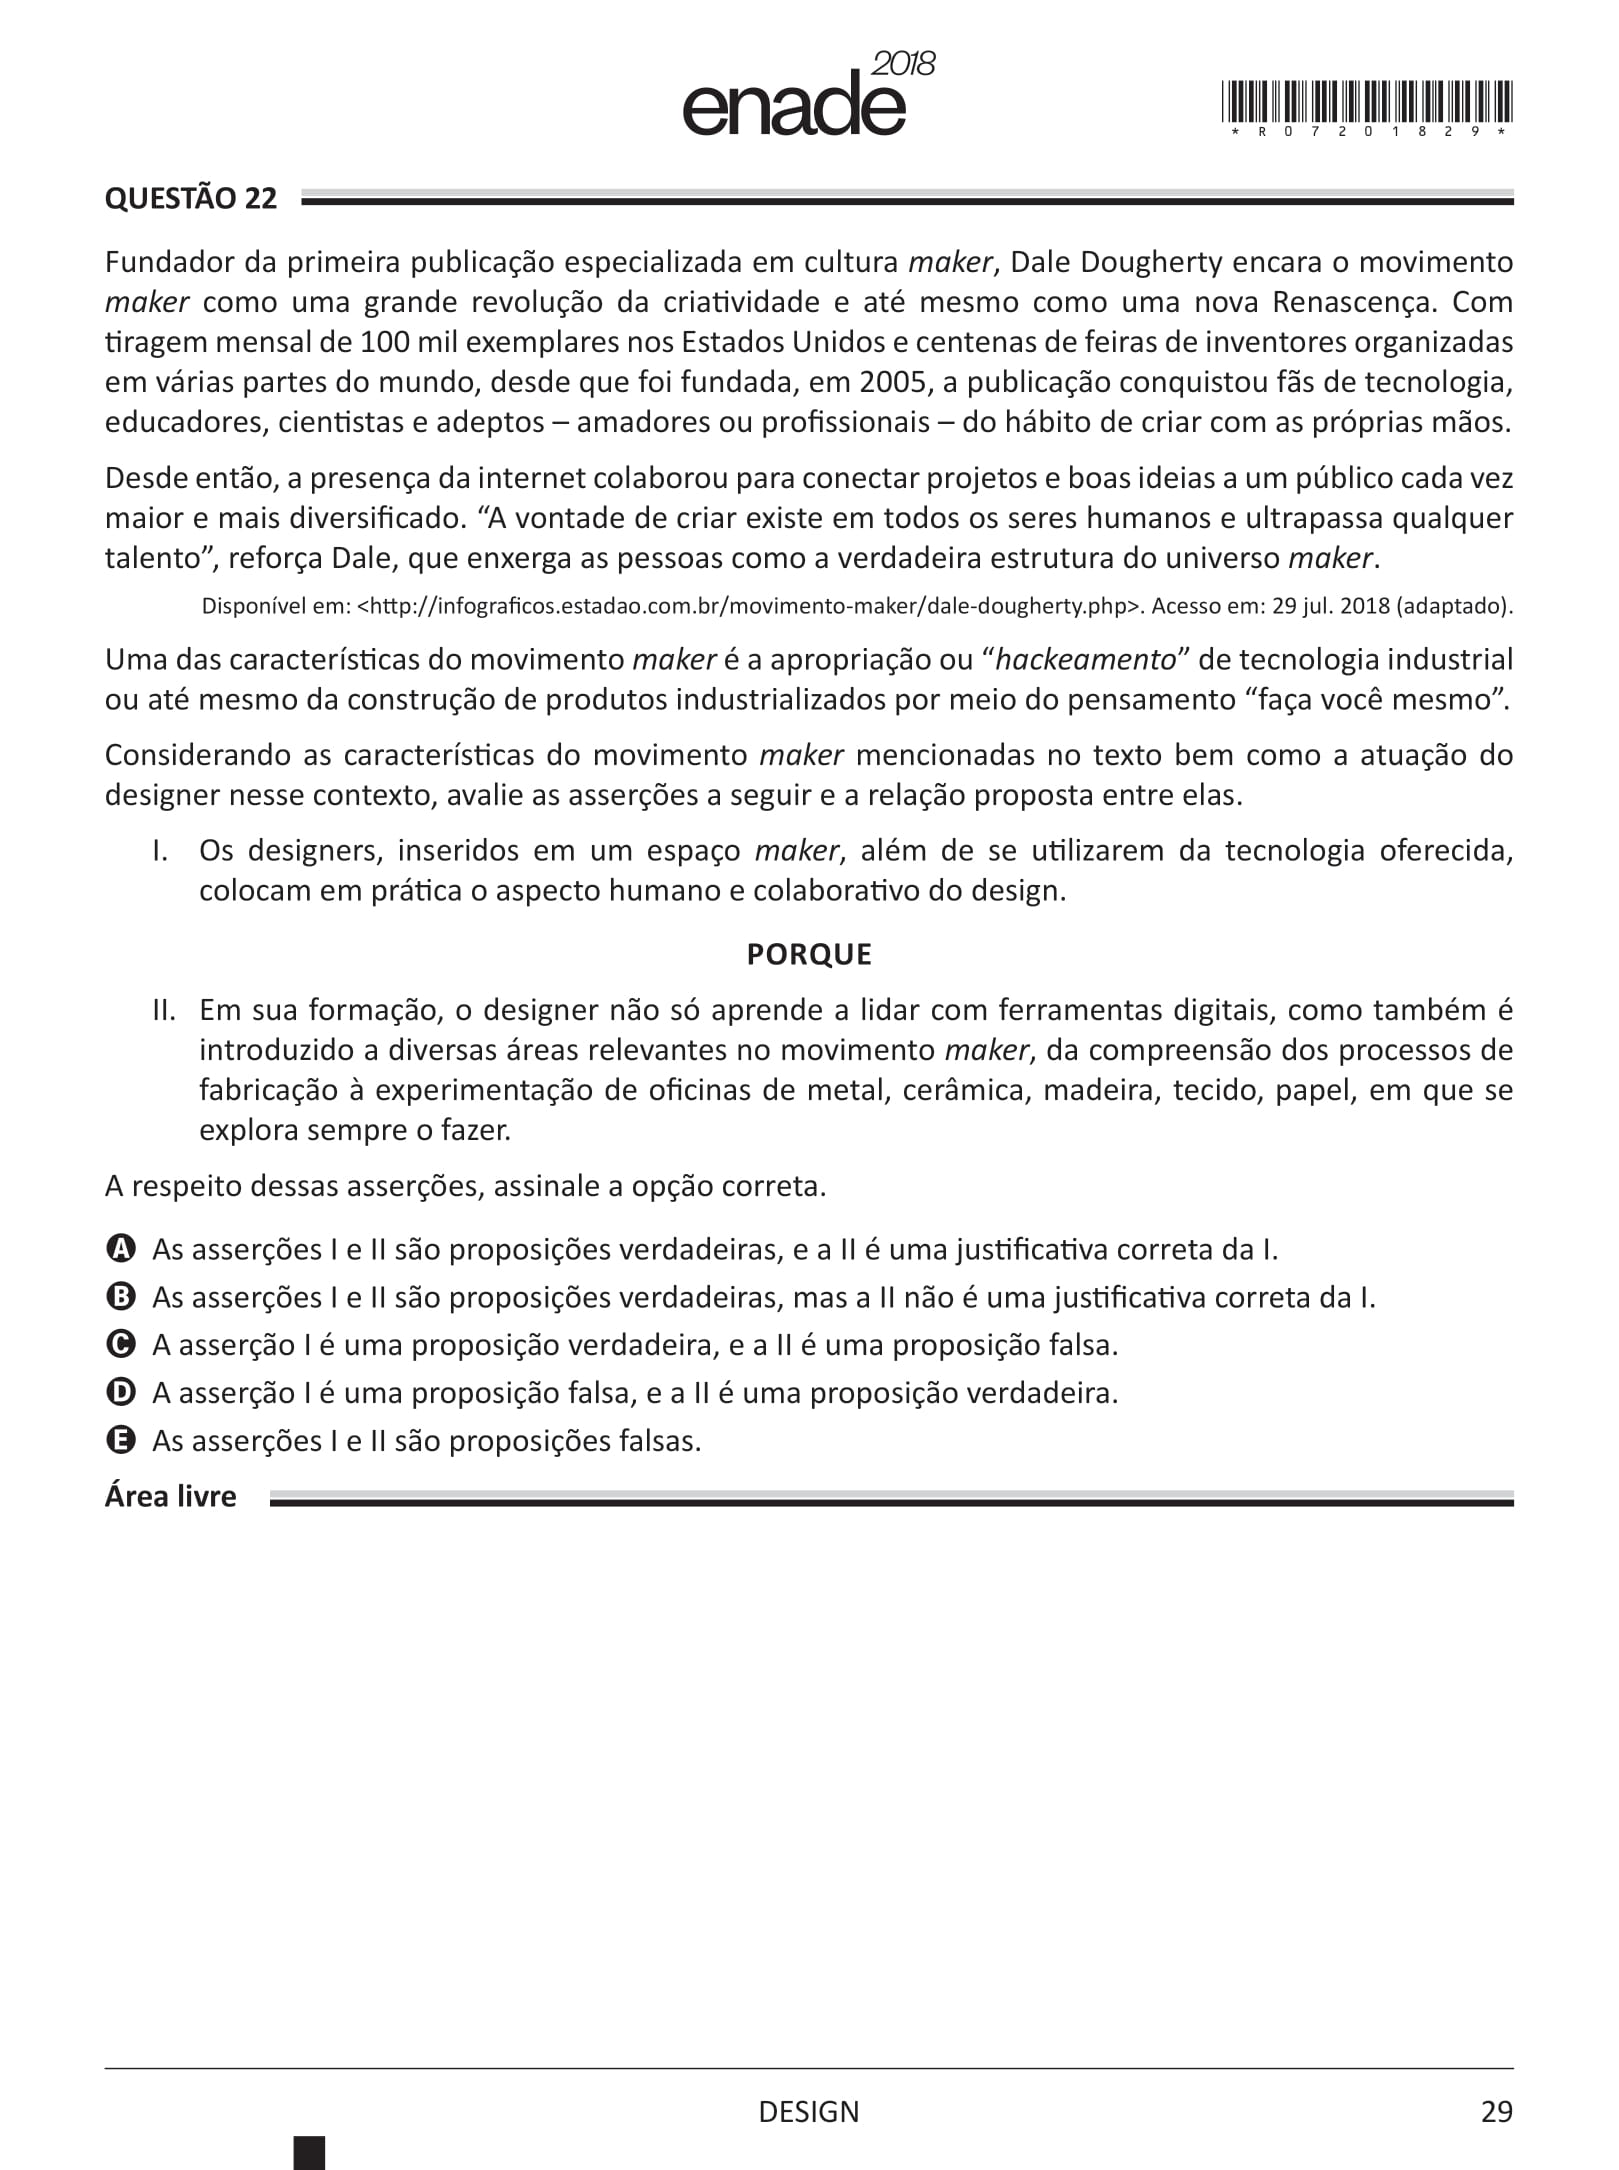 enade 2018
* R 0 7 2 0 1 8 2 9 *
QUESTÃO 22
Fundador da primeira publicação especializada em cultura maker, Dale Dougherty encara o movimento
maker como uma grande revolução da criatividade e até mesmo como uma nova Renascença. Com
tiragem mensal de 100 mil exemplares nos Estados Unidos e centenas de feiras de inventores organizadas
em várias partes do mundo, desde que foi fundada, em 2005, a publicação conquistou fãs de tecnologia,
educadores, cientistas e adeptos – amadores ou profissionais – do hábito de criar com as próprias mãos.
Desde então, a presença da internet colaborou para conectar projetos e boas ideias a um público cada vez
maior e mais diversificado. “A vontade de criar existe em todos os seres humanos e ultrapassa qualquer
talento”, reforça Dale, que enxerga as pessoas como a verdadeira estrutura do universo maker.
Disponível em: <http://infograficos.estadao.com.br/movimento-maker/dale-dougherty.php>. Acesso em: 29 jul. 2018 (adaptado).
Uma das características do movimento maker é a apropriação ou “hackeamento” de tecnologia industrial
ou até mesmo da construção de produtos industrializados por meio do pensamento “faça você mesmo”.
Considerando as características do movimento maker mencionadas no texto bem como a atuação do
designer nesse contexto, avalie as asserções a seguir e a relação proposta entre elas.
I. Os designers, inseridos em um espaço maker, além de se utilizarem da tecnologia oferecida,
colocam em prática o aspecto humano e colaborativo do design.
PORQUE
II. Em sua formação, o designer não só aprende a lidar com ferramentas digitais, como também é
introduzido a diversas áreas relevantes no movimento maker, da compreensão dos processos de
fabricação à experimentação de oficinas de metal, cerâmica, madeira, tecido, papel, em que se
explora sempre o fazer.
A respeito dessas asserções, assinale a opção correta.
A As asserções I e II são proposições verdadeiras, e a II é uma justificativa correta da I.
B As asserções I e II são proposições verdadeiras, mas a II não é uma justificativa correta da I.
C A asserção I é uma proposição verdadeira, e a II é uma proposição falsa.
D A asserção I é uma proposição falsa, e a II é uma proposição verdadeira.
E As asserções I e II são proposições falsas.
Área livre
DESIGN
29